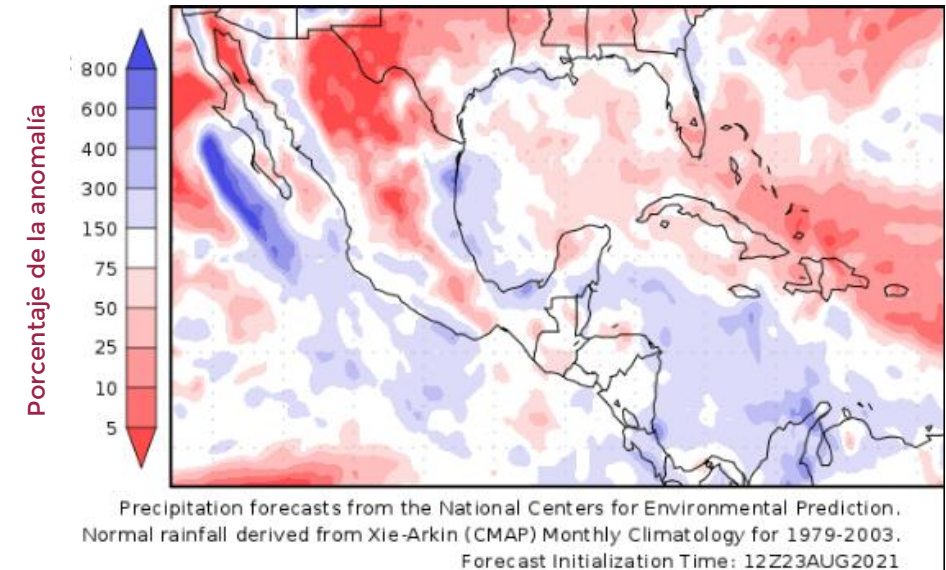 Porcentaje de la anomalía
800
600
400
300
150
75
50
25
10
5
Precipitation forecasts from the National Centers for Environmental Prediction.
Normal rainfall derived from Xie-Arkin (CMAP) Monthly Climatology for 1979-2003.
Forecast Initialization Time: 12Z23AUG2021